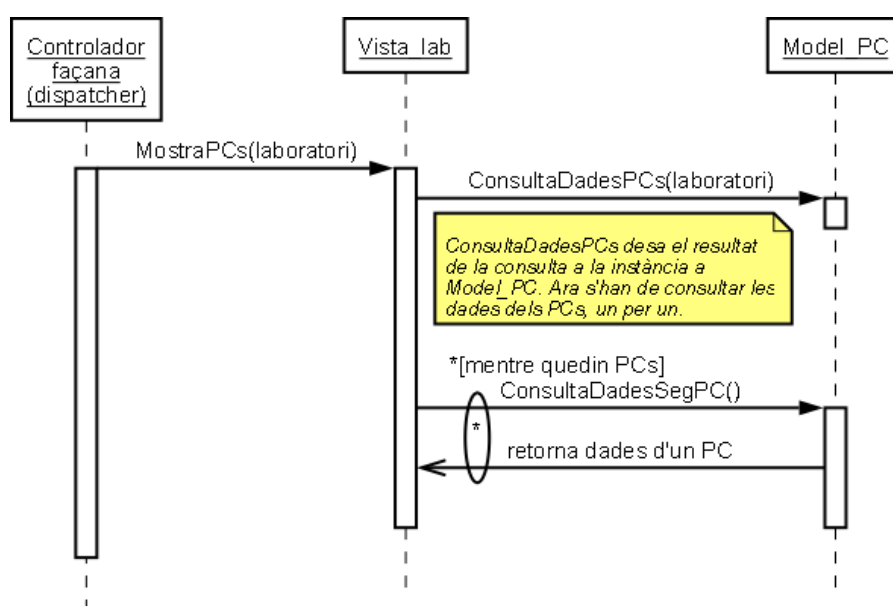 Controlador
façana
(dispatcher)
Vista_lab
Model_PC
MostraPCs(laboratori)
ConsultaDadesPCs(laboratori)
ConsultaDadesPCs desa el resultat
de la consulta a la instància a
Model_PC. Ara s'han de consultar les
dades dels PCs, un per un.
*[mentre quedin PCs]
ConsultaDadesSegPC()
*
retorna dades d'un PC